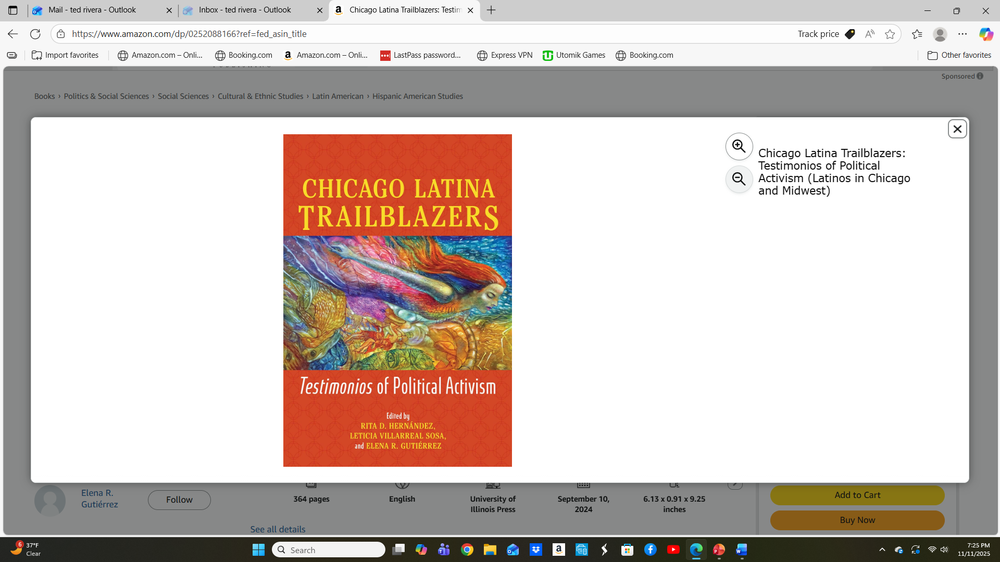 Mail - ted rivera - Outlook
Inbox - ted rivera - Outlook
Chicago Latina Trailblazers: Testim
https://www.amazon.com/dp/0252088166?ref=fed_asin_title
Track price
Import favorites
Amazon.com – Onli...
Booking.com
Amazon.com – Onli...
LastPass password...
Express VPN
Utomik Games
Booking.com
Other favorites
Sponsored
Books › Politics & Social Sciences › Social Sciences › Cultural & Ethnic Studies › Latin American › Hispanic American Studies
CHICAGO LATINA
TRAILBLAZERS
Testimonios of Political Activism
Edited by
RITA D. HERNÁNDEZ,
LETICIA VILLARREAL SOSA,
and ELENA R. GUTIÉRREZ
Chicago Latina Trailblazers:
Testimonios of Political
Activism (Latinos in Chicago
and Midwest)
Elena R.
Gutiérrez
Follow
364 pages
English
University of
Illinois Press
September 10,
2024
6.13 x 0.91 x 9.25
inches
See all details
Add to Cart
Buy Now
6
37°F
Clear
Search
7:25 PM
11/11/2025